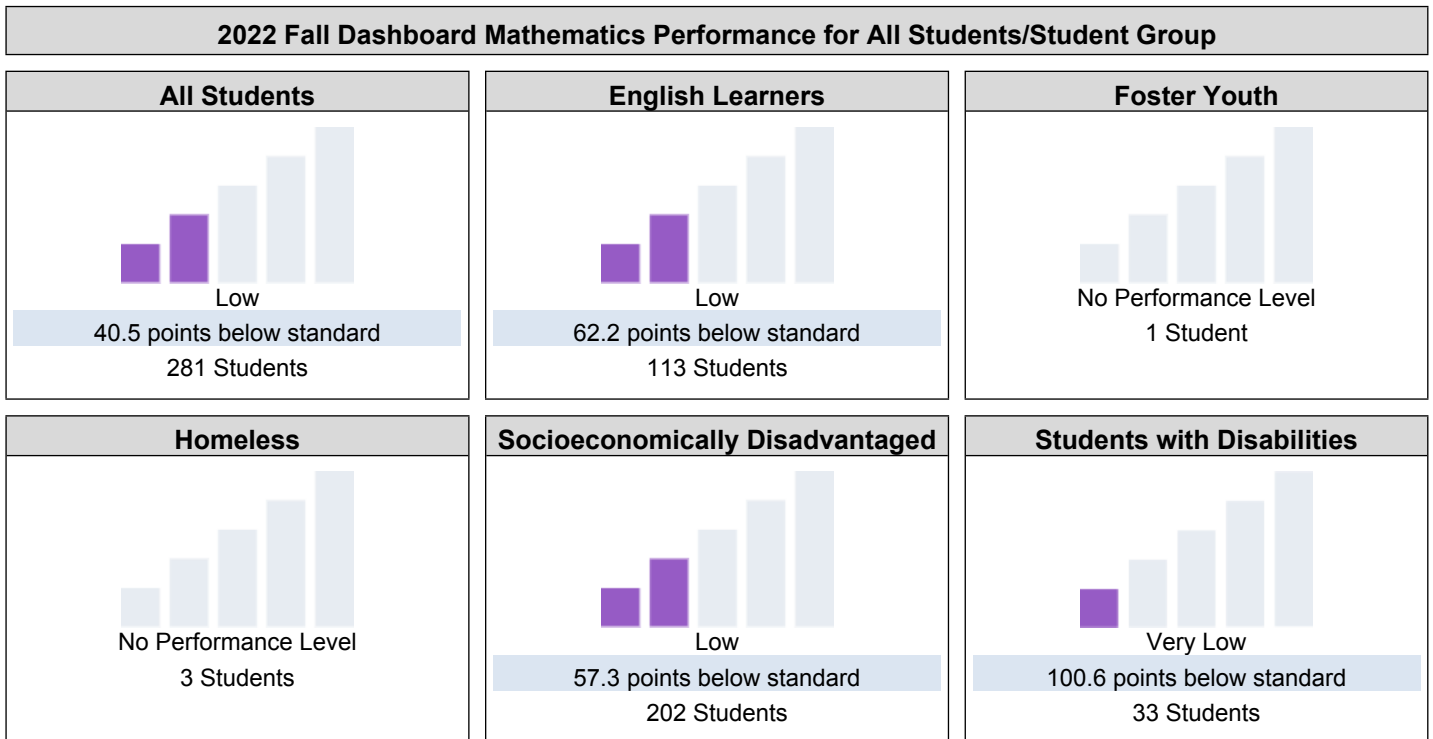 2022 Fall Dashboard Mathematics Performance for All Students/Student Group
All Students
Low
40.5 points below standard
281 Students
English Learners
Low
62.2 points below standard
113 Students
Foster Youth
No Performance Level
1 Student
Homeless
No Performance Level
3 Students
Socioeconomically Disadvantaged
Low
57.3 points below standard
202 Students
Students with Disabilities
Very Low
100.6 points below standard
33 Students